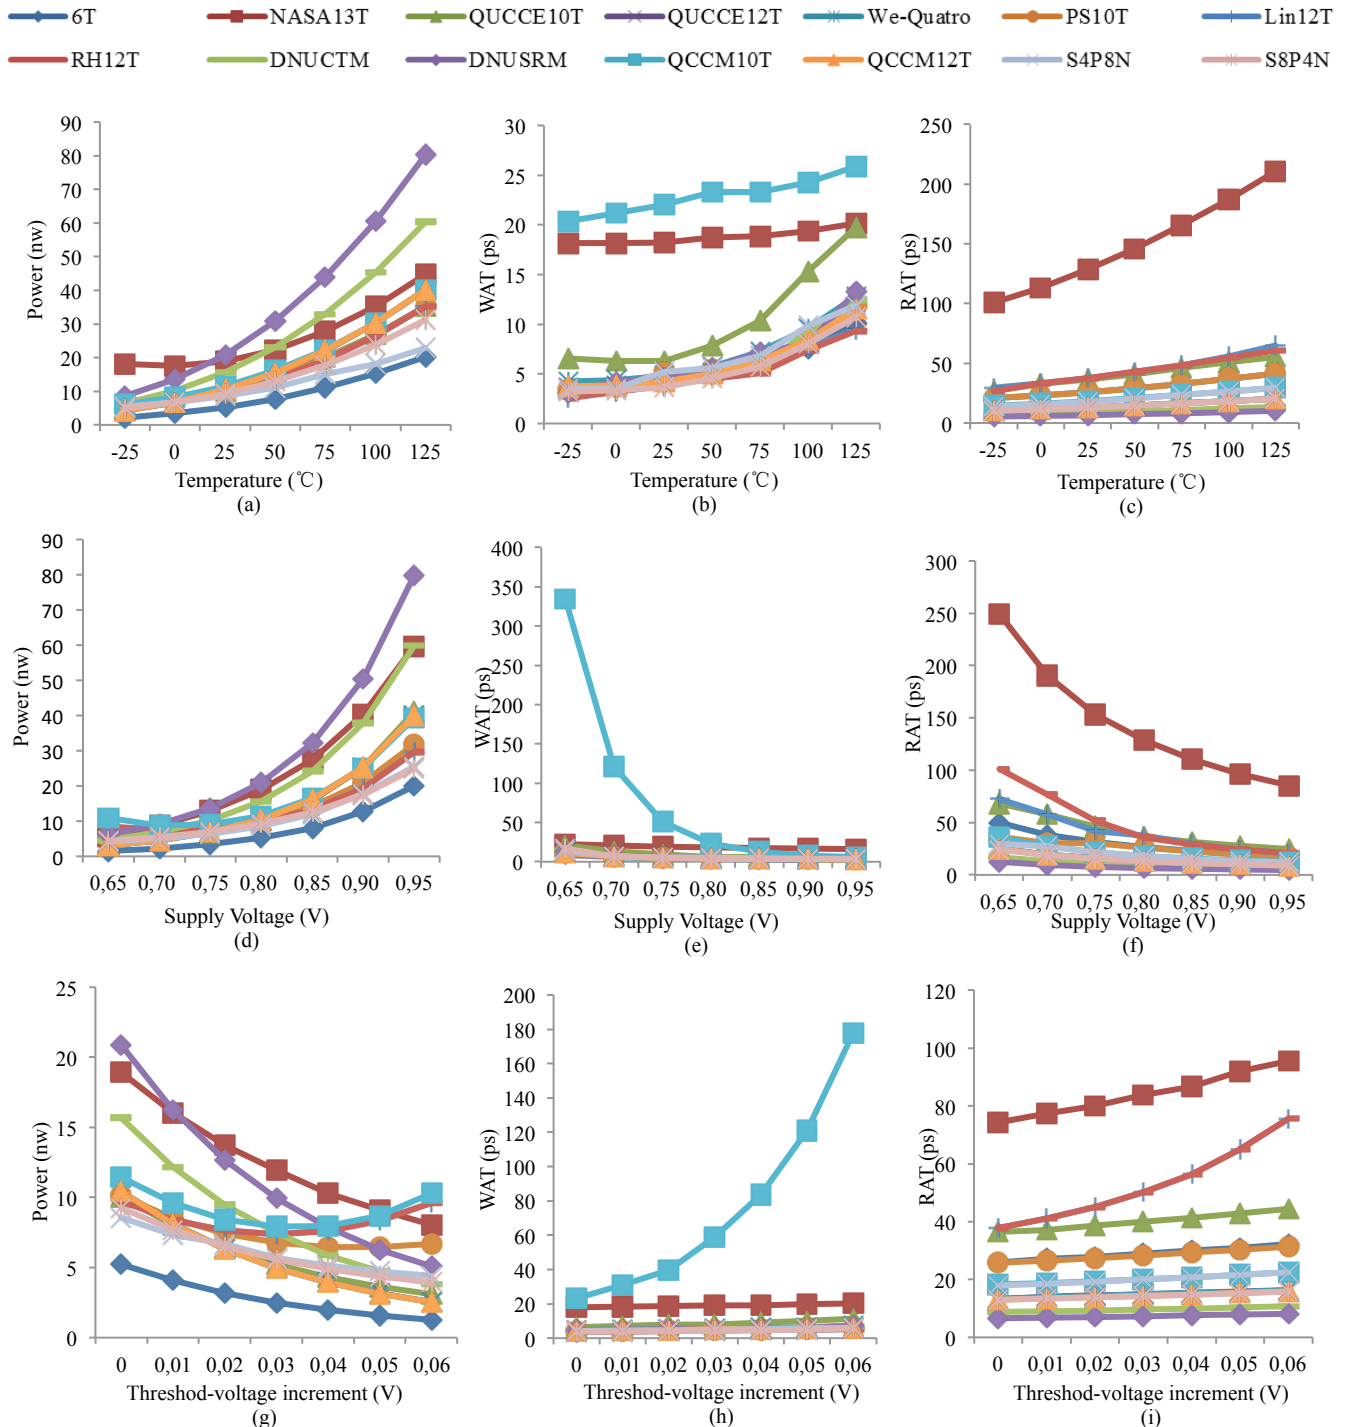 6T NASA13T QUCCE10T QUCCE12T We-Quatro PS10T Lin12T
RH12T DNUCTM DNUSRM QCCM10T QCCM12T S4P8N S8P4N
Power (nw)
90
80
70
60
50
40
30
20
10
0
-25 0 25 50 75 100 125
Temperature (℃)
(a)
WAT (ps)
30
25
20
15
10
5
0
-25 0 25 50 75 100 125
Temperature (℃)
(b)
RAT (ps)
250
200
150
100
50
0
-25 0 25 50 75 100 125
Temperature (℃)
(c)
Power (nw)
90
80
70
60
50
40
30
20
10
0
0,65 0,70 0,75 0,80 0,85 0,90 0,95
Supply Voltage (V)
(d)
WAT (ps)
400
350
300
250
200
150
100
50
0
0,65 0,70 0,75 0,80 0,85 0,90 0,95
Supply Voltage (V)
(e)
RAT (ps)
300
250
200
150
100
50
0
0,65 0,70 0,75 0,80 0,85 0,90 0,95
Supply Voltage (V)
(f)
Power (nw)
25
20
15
10
5
0
0 0,01 0,02 0,03 0,04 0,05 0,06
Threshod-voltage increment (V)
(g)
WAT (ps)
200
180
160
140
120
100
80
60
40
20
0
0 0,01 0,02 0,03 0,04 0,05 0,06
Threshod-voltage increment (V)
(h)
RAT (ps)
120
100
80
60
40
20
0
0 0,01 0,02 0,03 0,04 0,05 0,06
Threshod-voltage increment (V)
(i)